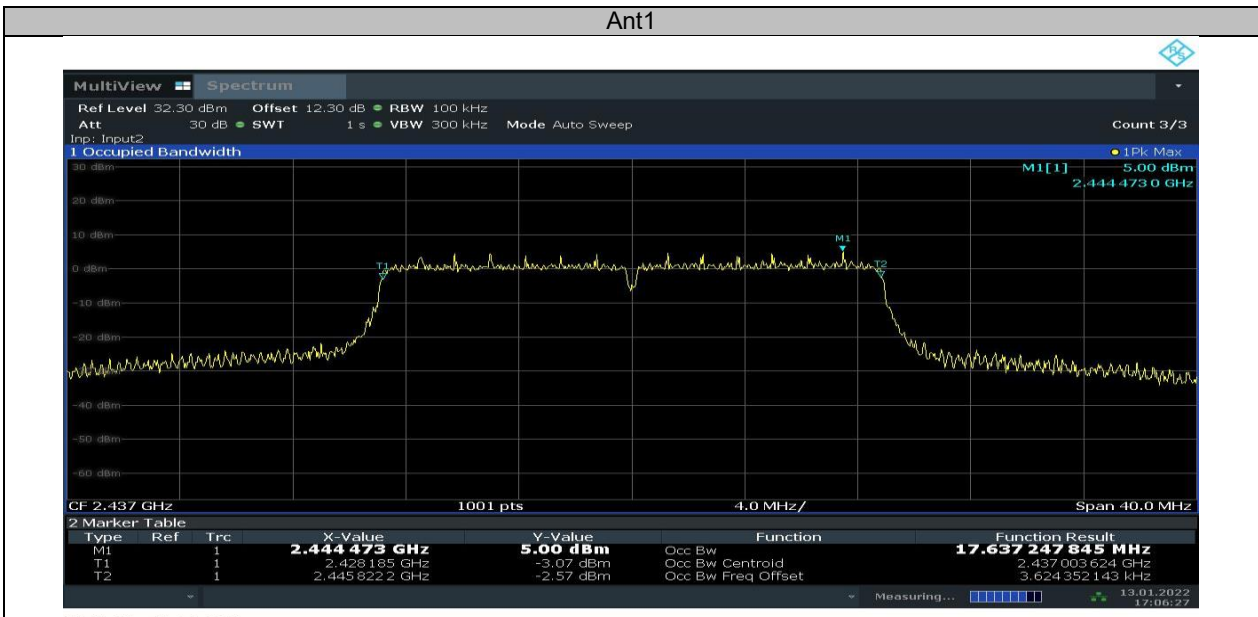 Ant1
R&S
MultiView Spectrum
Ref Level 32.30 dBm Offset 12.30 dB RBW 100 kHz
Att 30 dB SWT 1 s VBW 300 kHz Mode Auto Sweep Count 3/3
Inp: Input2
1 Occupied Bandwidth 1Pk Max
30 dBm M1[1] 5.00 dBm
2.444 473 0 GHz
20 dBm
10 dBm
M1
0 dBm T1 T2
-10 dBm
-20 dBm
-40 dBm
-50 dBm
-60 dBm
CF 2.437 GHz 1001 pts 4.0 MHz/ Span 40.0 MHz
2 Marker Table
Type Ref Trc X-Value Y-Value Function Function Result
M1 1 2.444 473 GHz 5.00 dBm Occ Bw 17.637 247 845 MHz
T1 1 2.428 185 GHz -3.07 dBm Occ Bw Centroid 2.437 003 624 GHz
T2 1 2.445 822 2 GHz -2.57 dBm Occ Bw Freq Offset 3.624 352 143 kHz
Measuring... 13.01.2022
17:06:27